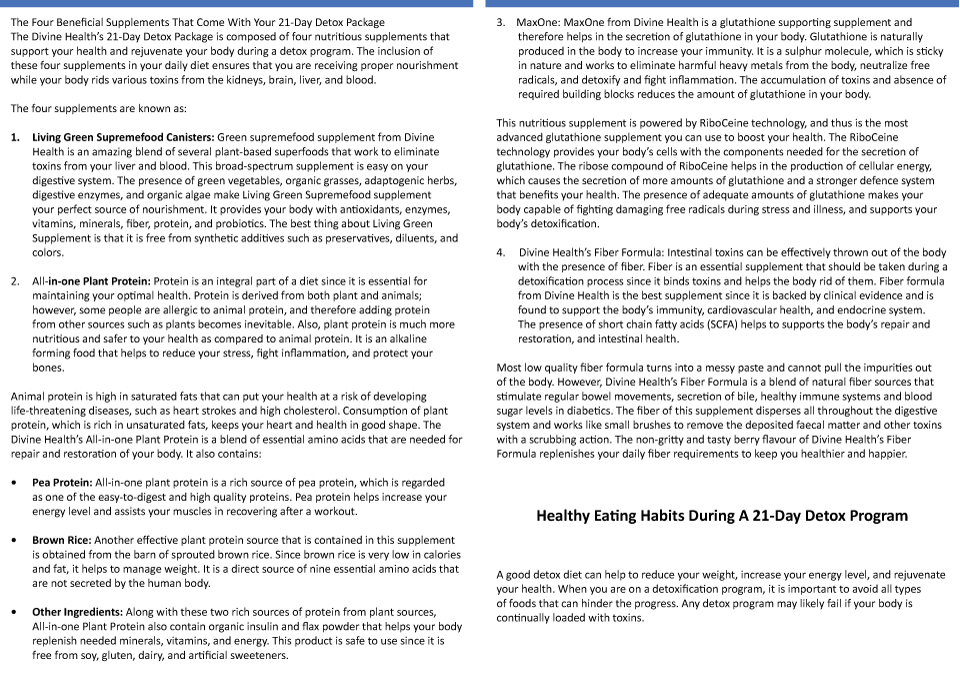 The Four Beneficial Supplements That Come With Your 21-Day Detox Package
The Divine Health's 21-Day Detox Package is composed of four nutritious supplements that
support your health and rejuvenate your body during a detox program. The inclusion of
these four supplements in your daily diet ensures that you are receiving proper nourishment
while your body rids various toxins from the kidneys, brain, liver, and blood.
The four supplements are known as:
1. Living Green Supremefood Canisters: Green supremefood supplement from Divine
Health is an amazing blend of several plant-based superfoods that work to eliminate
toxins from your liver and blood. This broad-spectrum supplement is easy on your
digestive system. The presence of green vegetables, organic grasses, adaptogenic herbs,
digestive enzymes, and organic algae make Living Green Supremefood supplement
your perfect source of nourishment. It provides your body with antioxidants, enzymes,
vitamins, minerals, fiber, protein, and probiotics. The best thing about Living Green
Supplement is that it is free from synthetic additives such as preservatives, diluents, and
colors.
2. All-in-one Plant Protein: Protein is an integral part of a diet since it is essential for
maintaining your optimal health. Protein is derived from both plant and animals;
however, some people are allergic to animal protein, and therefore adding protein
from other sources such as plants becomes inevitable. Also, plant protein is much more
nutritious and safer to your health as compared to animal protein. It is an alkaline
forming food that helps to reduce your stress, fight inflammation, and protect your
bones.
Animal protein is high in saturated fats that can put your health at a risk of developing
life-threatening diseases, such as heart strokes and high cholesterol. Consumption of plant
protein, which is rich in unsaturated fats, keeps your heart and health in good shape. The
Divine Health's All-in-one Plant Protein is a blend of essential amino acids that are needed for
repair and restoration of your body. It also contains:
• Pea Protein: All-in-one plant protein is a rich source of pea protein, which is regarded
as one of the easy-to-digest and high quality proteins. Pea protein helps increase your
energy level and assists your muscles in recovering after a workout.
• Brown Rice: Another effective plant protein source that is contained in this supplement
is obtained from the barn of sprouted brown rice. Since brown rice is very low in calories
and fat, it helps to manage weight. It is a direct source of nine essential amino acids that
are not secreted by the human body.
• Other Ingredients: Along with these two rich sources of protein from plant sources,
All-in-one Plant Protein also contain organic insulin and flax powder that helps your body
replenish needed minerals, vitamins, and energy. This product is safe to use since it is
free from soy, gluten, dairy, and artificial sweeteners.
3. MaxOne: MaxOne from Divine Health is a glutathione supporting supplement and
therefore helps in the secretion of glutathione in your body. Glutathione is naturally
produced in the body to increase your immunity. It is a sulphur molecule, which is sticky
in nature and works to eliminate harmful heavy metals from the body, neutralize free
radicals, and detoxify and fight inflammation. The accumulation of toxins and absence of
required building blocks reduces the amount of glutathione in your body.
This nutritious supplement is powered by RiboCeine technology, and thus is the most
advanced glutathione supplement you can use to boost your health. The RiboCeine
technology provides your body's cells with the components needed for the secretion of
glutathione. The ribose compound of RiboCeine helps in the production of cellular energy,
which causes the secretion of more amounts of glutathione and a stronger defence system
that benefits your health. The presence of adequate amounts of glutathione makes your
body capable of fighting damaging free radicals during stress and illness, and supports your
body's detoxification.
4. Divine Health's Fiber Formula: Intestinal toxins can be effectively thrown out of the body
with the presence of fiber. Fiber is an essential supplement that should be taken during a
detoxification process since it binds toxins and helps the body rid of them. Fiber formula
from Divine Health is the best supplement since it is backed by clinical evidence and is
found to support the body's immunity, cardiovascular health, and endocrine system.
The presence of short chain fatty acids (SCFA) helps to supports the body's repair and
restoration, and intestinal health.
Most low quality fiber formula turns into a messy paste and cannot pull the impurities out
of the body. However, Divine Health's Fiber Formula is a blend of natural fiber sources that
stimulate regular bowel movements, secretion of bile, healthy immune systems and blood
sugar levels in diabetics. The fiber of this supplement disperses all throughout the digestive
system and works like small brushes to remove the deposited faecal matter and other toxins
with a scrubbing action. The non-gritty and tasty berry flavour of Divine Health's Fiber
Formula replenishes your daily fiber requirements to keep you healthier and happier.
Healthy Eating Habits During A 21-Day Detox Program
A good detox diet can help to reduce your weight, increase your energy level, and rejuvenate
your health. When you are on a detoxification program, it is important to avoid all types
of foods that can hinder the progress. Any detox program may likely fail if your body is
continually loaded with toxins.